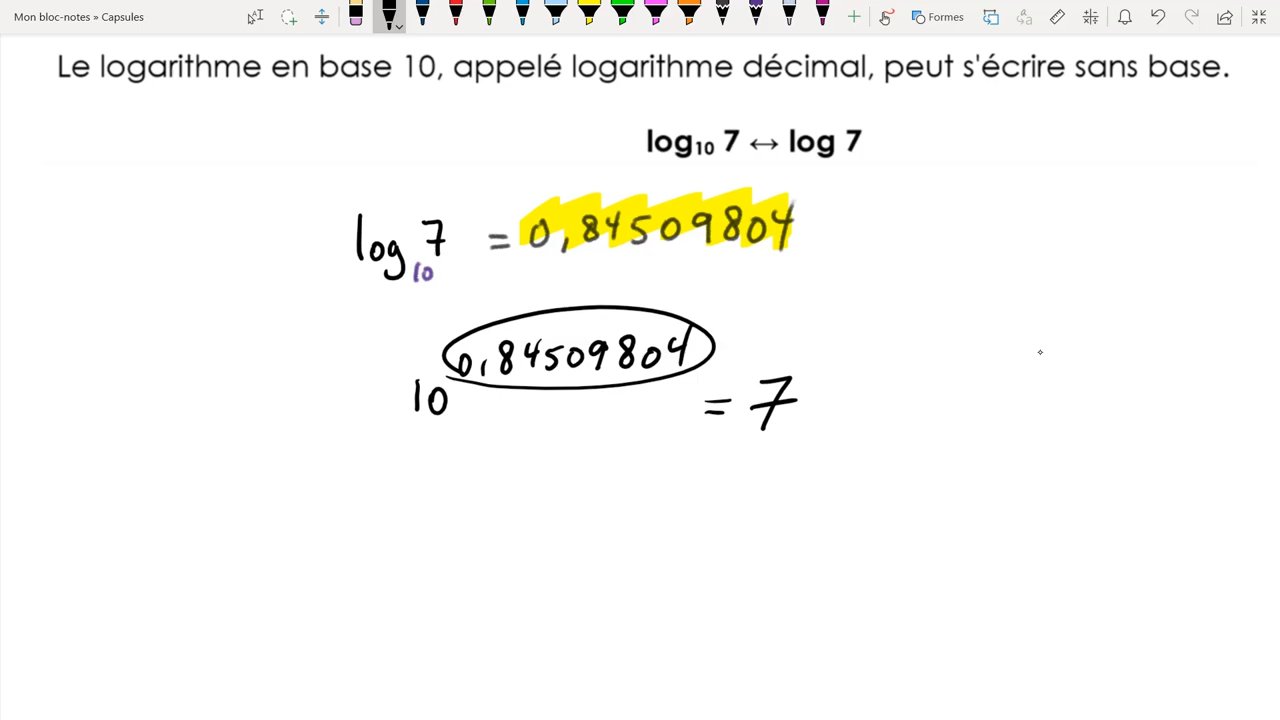 Mon bloc-notes » Capsules
Formes
Le logarithme en base 10, appelé logarithme décimal, peut s'écrire sans base.
log₁₀ 7 ↔ log 7
log₁₀ 7 = 0,84509804
10^0,84509804 = 7